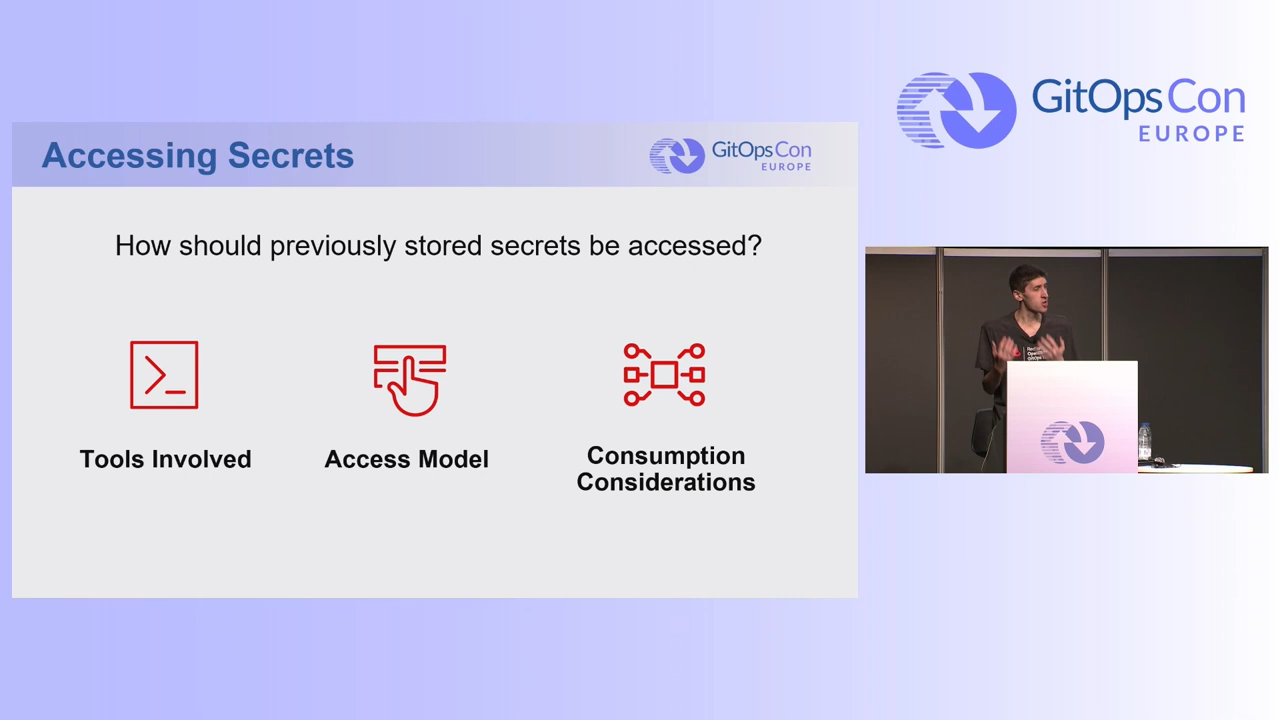 Accessing Secrets
GitOpsCon
EUROPE
How should previously stored secrets be accessed?
Tools Involved
Access Model
Consumption
Considerations
GitOpsCon
EUROPE